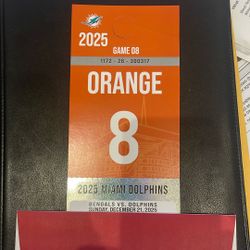 2025
GAME 08
1172 - 28 - 300317
ORANGE
8
2025 MIAMI DOLPHINS
BENGALS VS. DOLPHINS
SUNDAY, DECEMBER 21, 2025